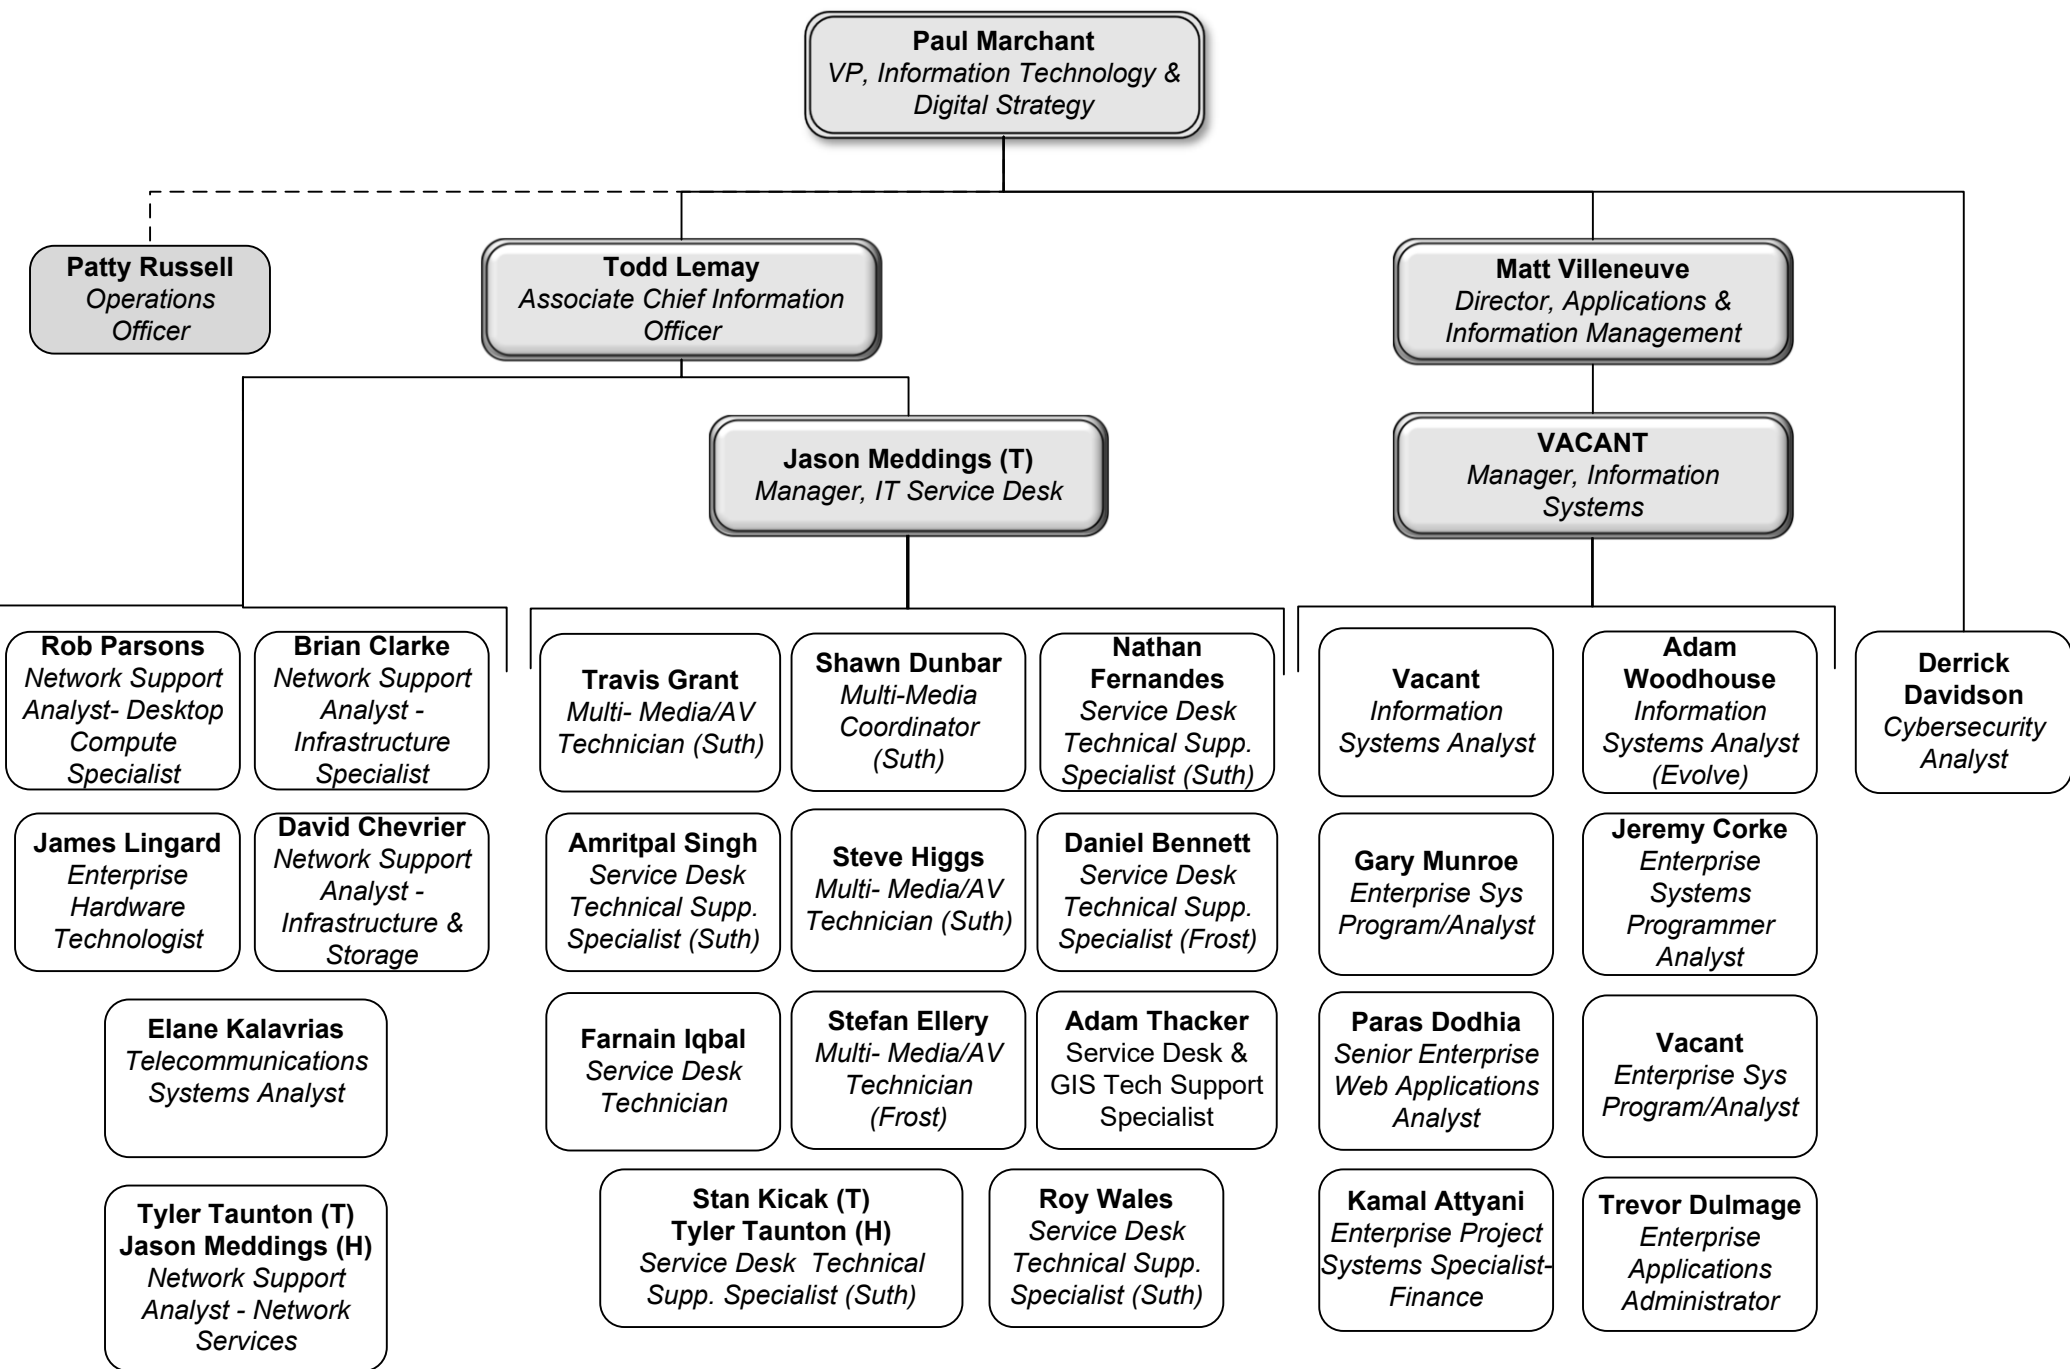 Paul Marchant
VP, Information Technology &
Digital Strategy
Patty Russell
Operations
Officer
Todd Lemay
Associate Chief Information
Officer
Matt Villeneuve
Director, Applications &
Information Management
Jason Meddings (T)
Manager, IT Service Desk
VACANT
Manager, Information
Systems
Rob Parsons
Network Support
Analyst- Desktop
Compute
Specialist
Brian Clarke
Network Support
Analyst -
Infrastructure
Specialist
Travis Grant
Multi- Media/AV
Technician (Suth)
Shawn Dunbar
Multi-Media
Coordinator
(Suth)
Nathan
Fernandes
Service Desk
Technical Supp.
Specialist (Suth)
Vacant
Information
Systems Analyst
Adam
Woodhouse
Information
Systems Analyst
(Evolve)
Derrick
Davidson
Cybersecurity
Analyst
James Lingard
Enterprise
Hardware
Technologist
David Chevrier
Network Support
Analyst -
Infrastructure &
Storage
Amritpal Singh
Service Desk
Technical Supp.
Specialist (Suth)
Steve Higgs
Multi- Media/AV
Technician (Suth)
Daniel Bennett
Service Desk
Technical Supp.
Specialist (Frost)
Gary Munroe
Enterprise Sys
Program/Analyst
Jeremy Corke
Enterprise
Systems
Programmer
Analyst
Elane Kalavrias
Telecommunications
Systems Analyst
Farnain Iqbal
Service Desk
Technician
Stefan Ellery
Multi- Media/AV
Technician
(Frost)
Adam Thacker
Service Desk &
GIS Tech Support
Specialist
Paras Dodhia
Senior Enterprise
Web Applications
Analyst
Vacant
Enterprise Sys
Program/Analyst
Tyler Taunton (T)
Jason Meddings (H)
Network Support
Analyst - Network
Services
Stan Kicak (T)
Tyler Taunton (H)
Service Desk  Technical
Supp. Specialist (Suth)
Roy Wales
Service Desk
Technical Supp.
Specialist (Suth)
Kamal Attyani
Enterprise Project
Systems Specialist-
Finance
Trevor Dulmage
Enterprise
Applications
Administrator